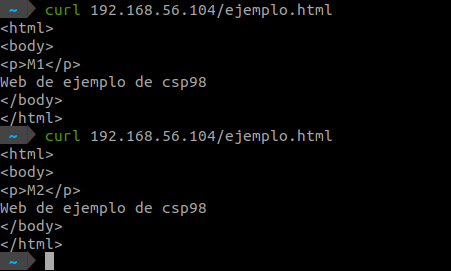 ~ curl 192.168.56.104/ejemplo.html
<html>
<body>
<p>M1</p>
Web de ejemplo de csp98
</body>
</html>
~ curl 192.168.56.104/ejemplo.html
<html>
<body>
<p>M2</p>
Web de ejemplo de csp98
</body>
</html>
~